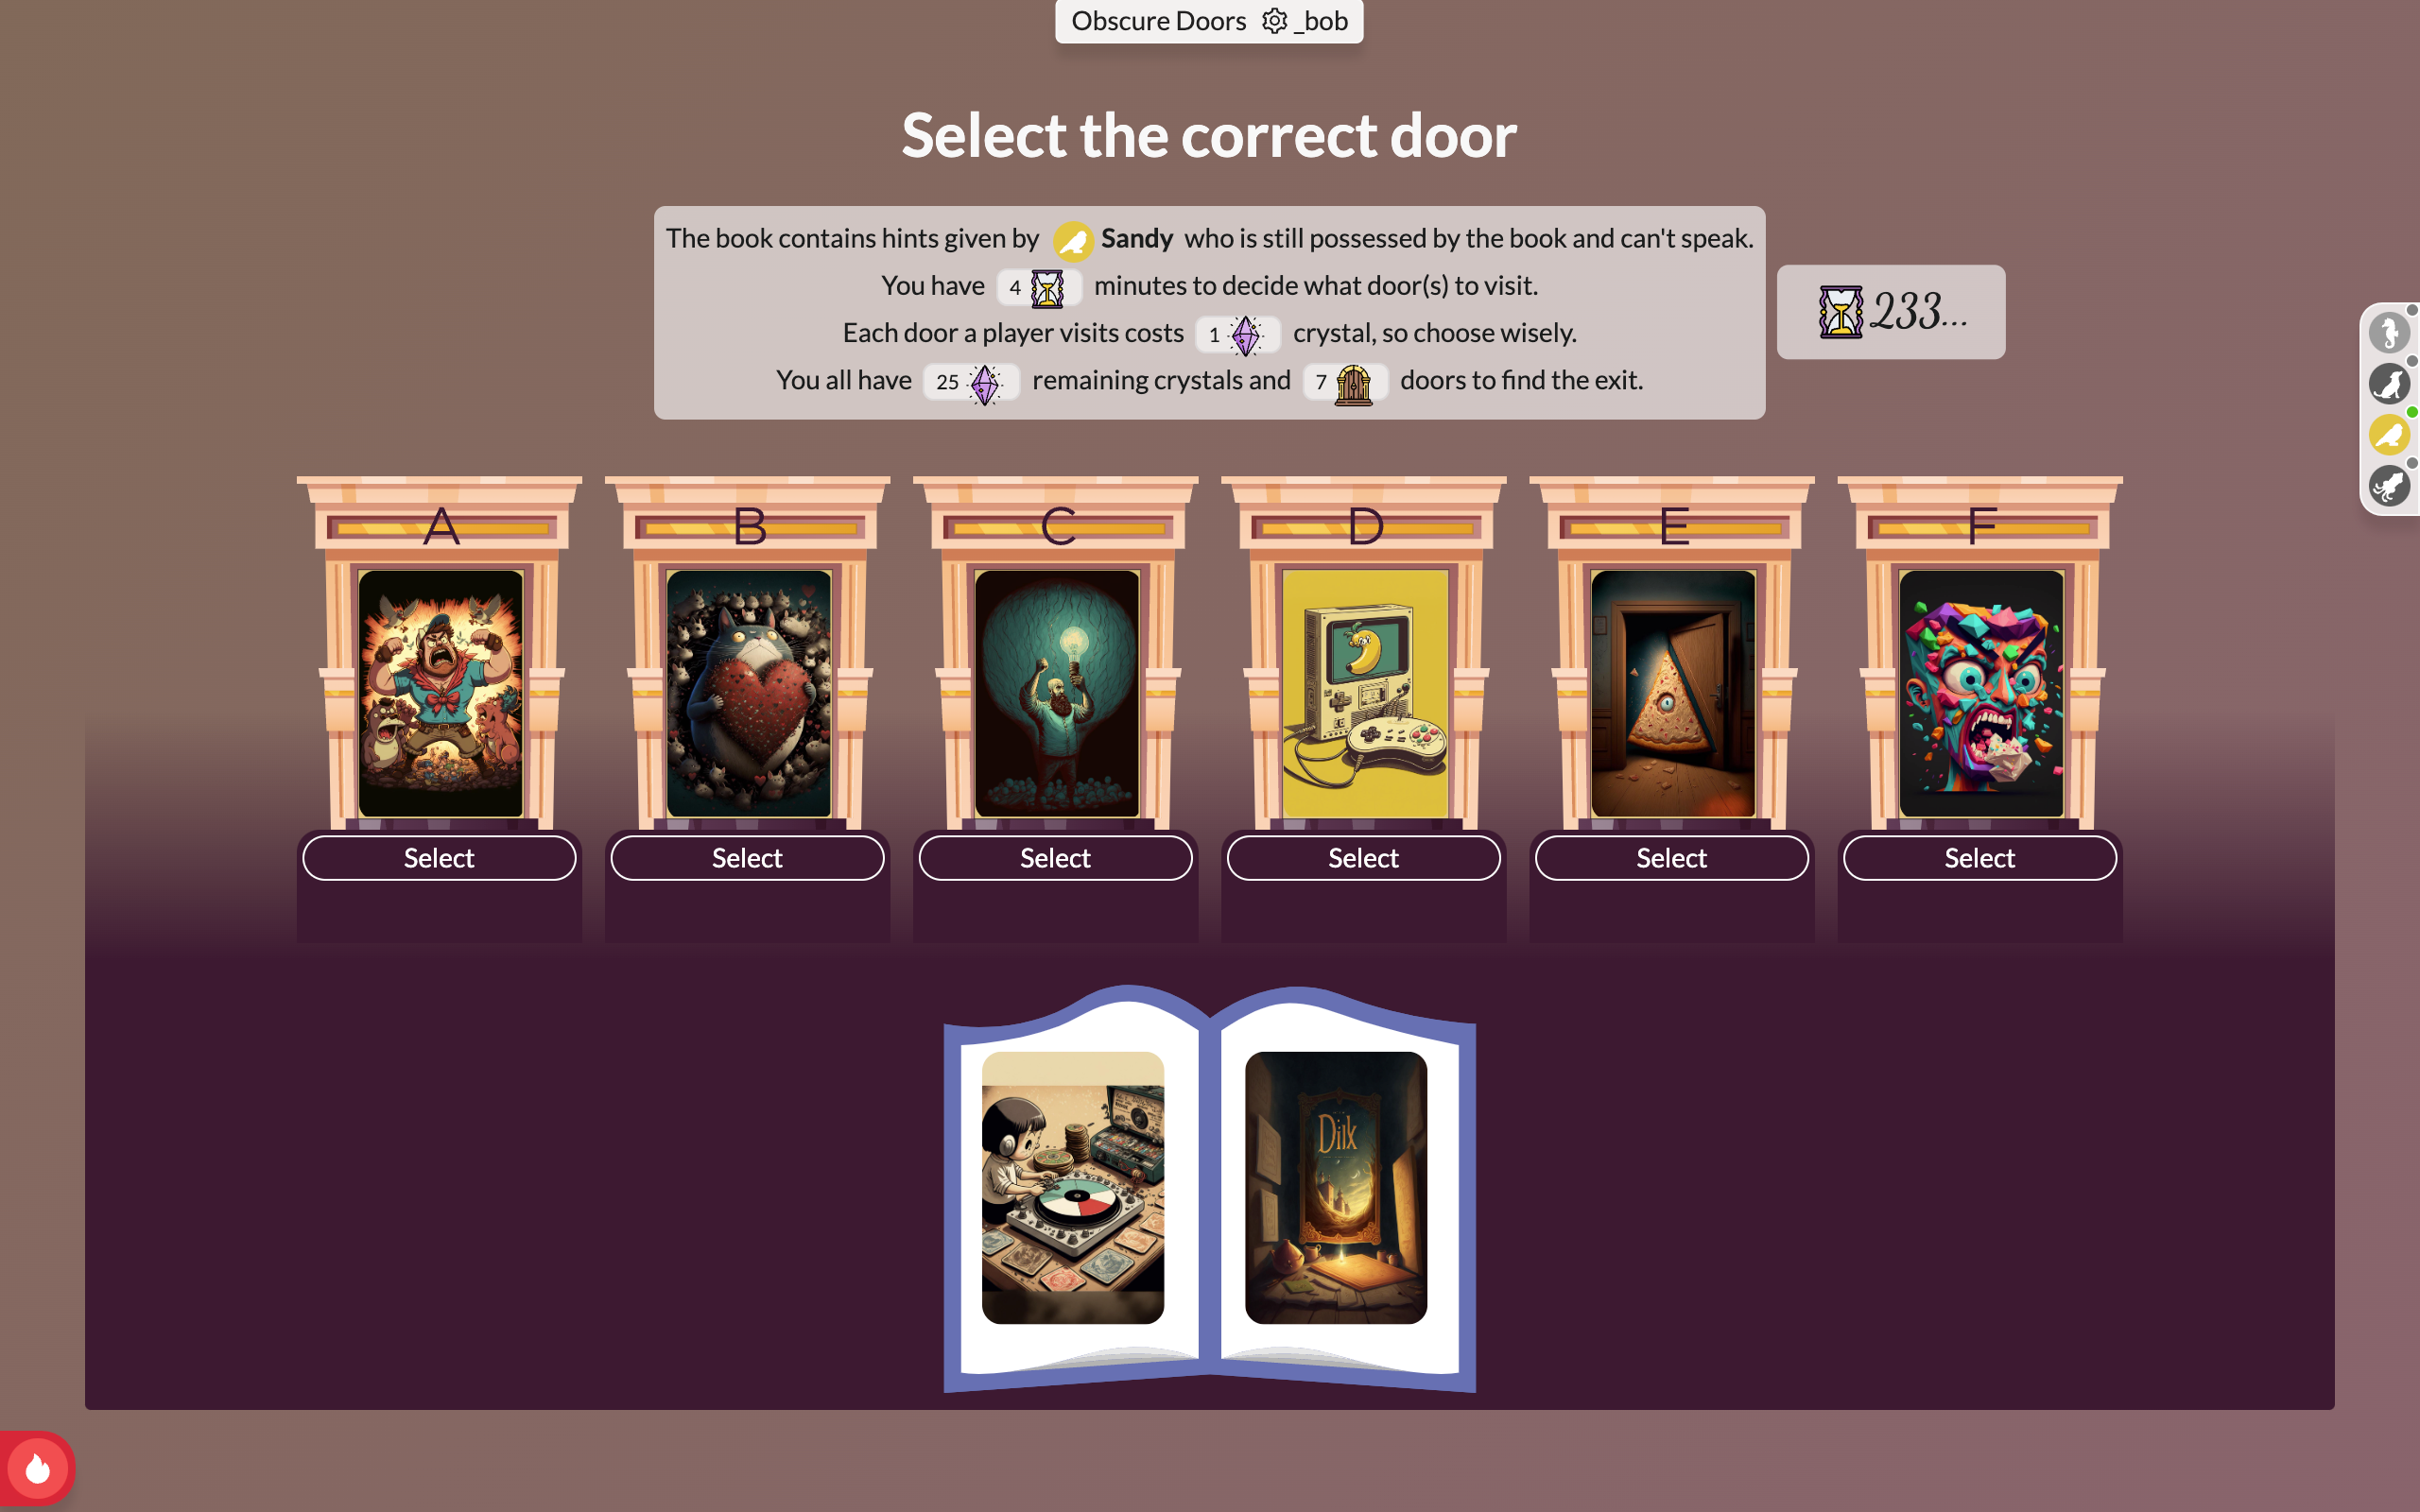 Obscure Doors _bob
Select the correct door
The book contains hints given by Sandy who is still possessed by the book and can't speak.
You have 4 minutes to decide what door(s) to visit.
233...
Each door a player visits costs 1 crystal, so choose wisely.
You all have 25 remaining crystals and 7 doors to find the exit.
A B C D E F
Select Select Select Select Select Select
Dilk